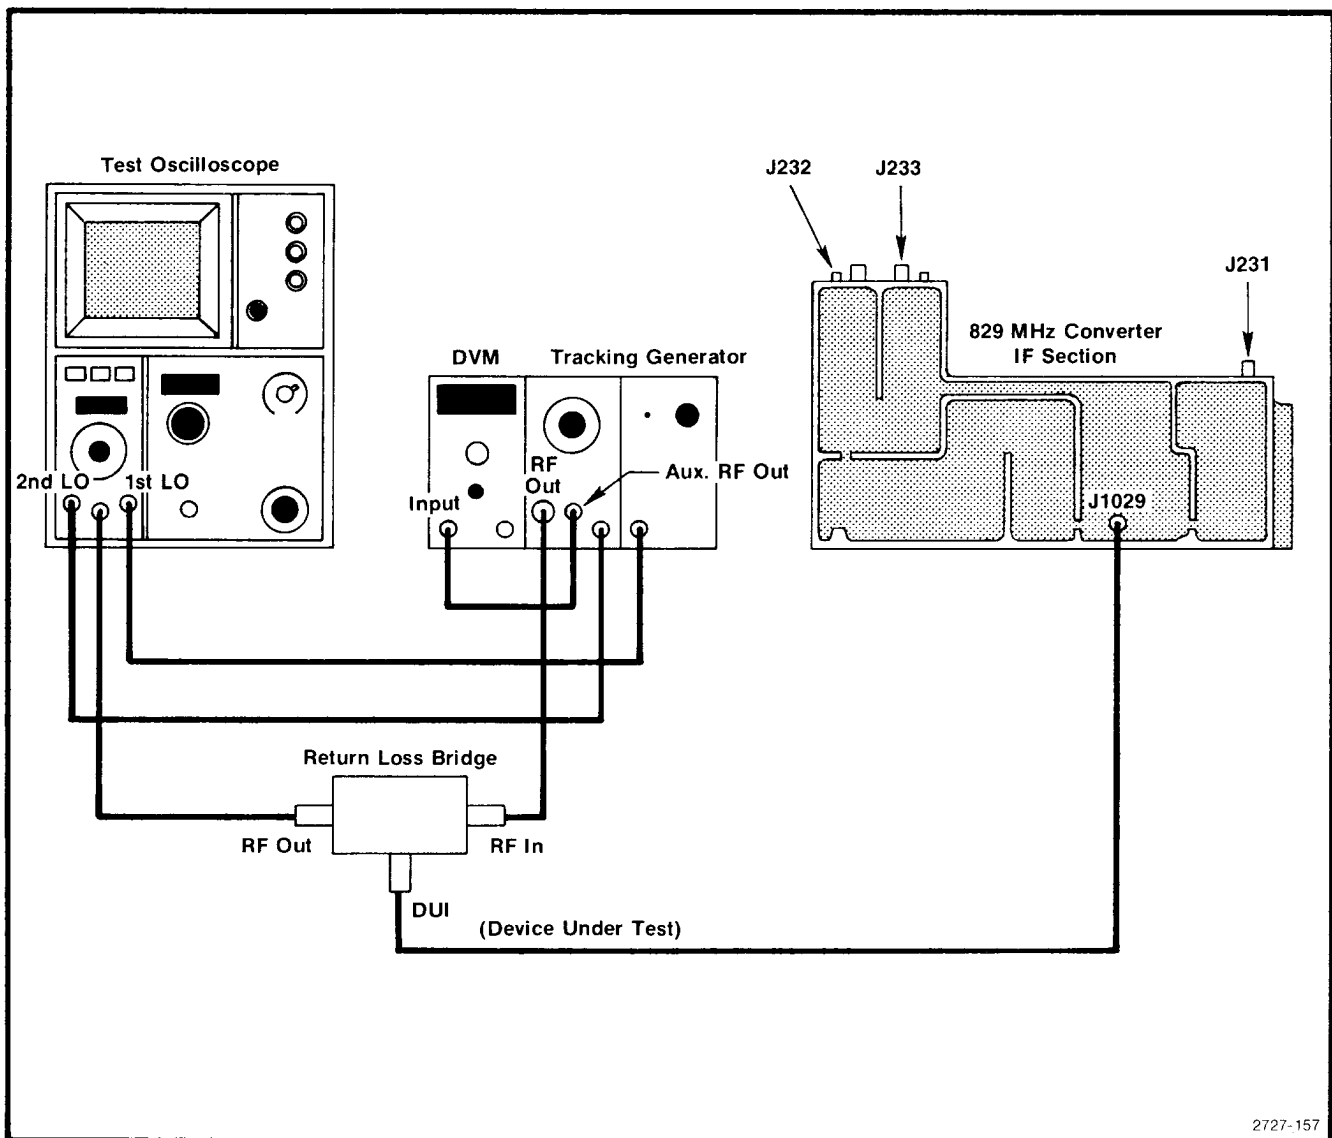 Test Oscilloscope
J232
J233
J231
829 MHz Converter
IF Section
DVM
Tracking Generator
2nd LO
1st LO
Input
RF
Out
Aux. RF Out
J1029
Return Loss Bridge
RF Out
RF In
DUI
(Device Under Test)
2727-157